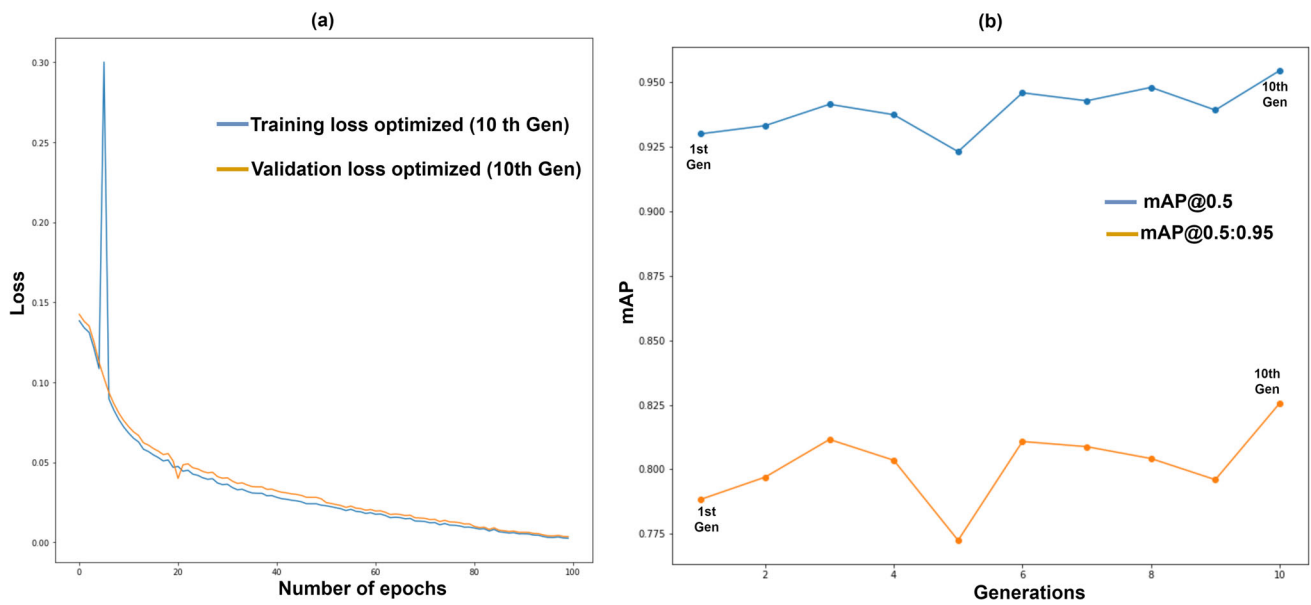 (a)
0.30
0.25
0.20
0.15
0.10
0.05
0.00
Loss
Training loss optimized (10 th Gen)
Validation loss optimized (10th Gen)
0
20
40
60
80
100
Number of epochs
(b)
0.950
0.925
0.900
0.875
0.850
0.825
0.800
0.775
mAP
1st
Gen
10th
Gen
mAP@0.5
mAP@0.5:0.95
10th
Gen
1st
Gen
2
4
6
8
10
Generations